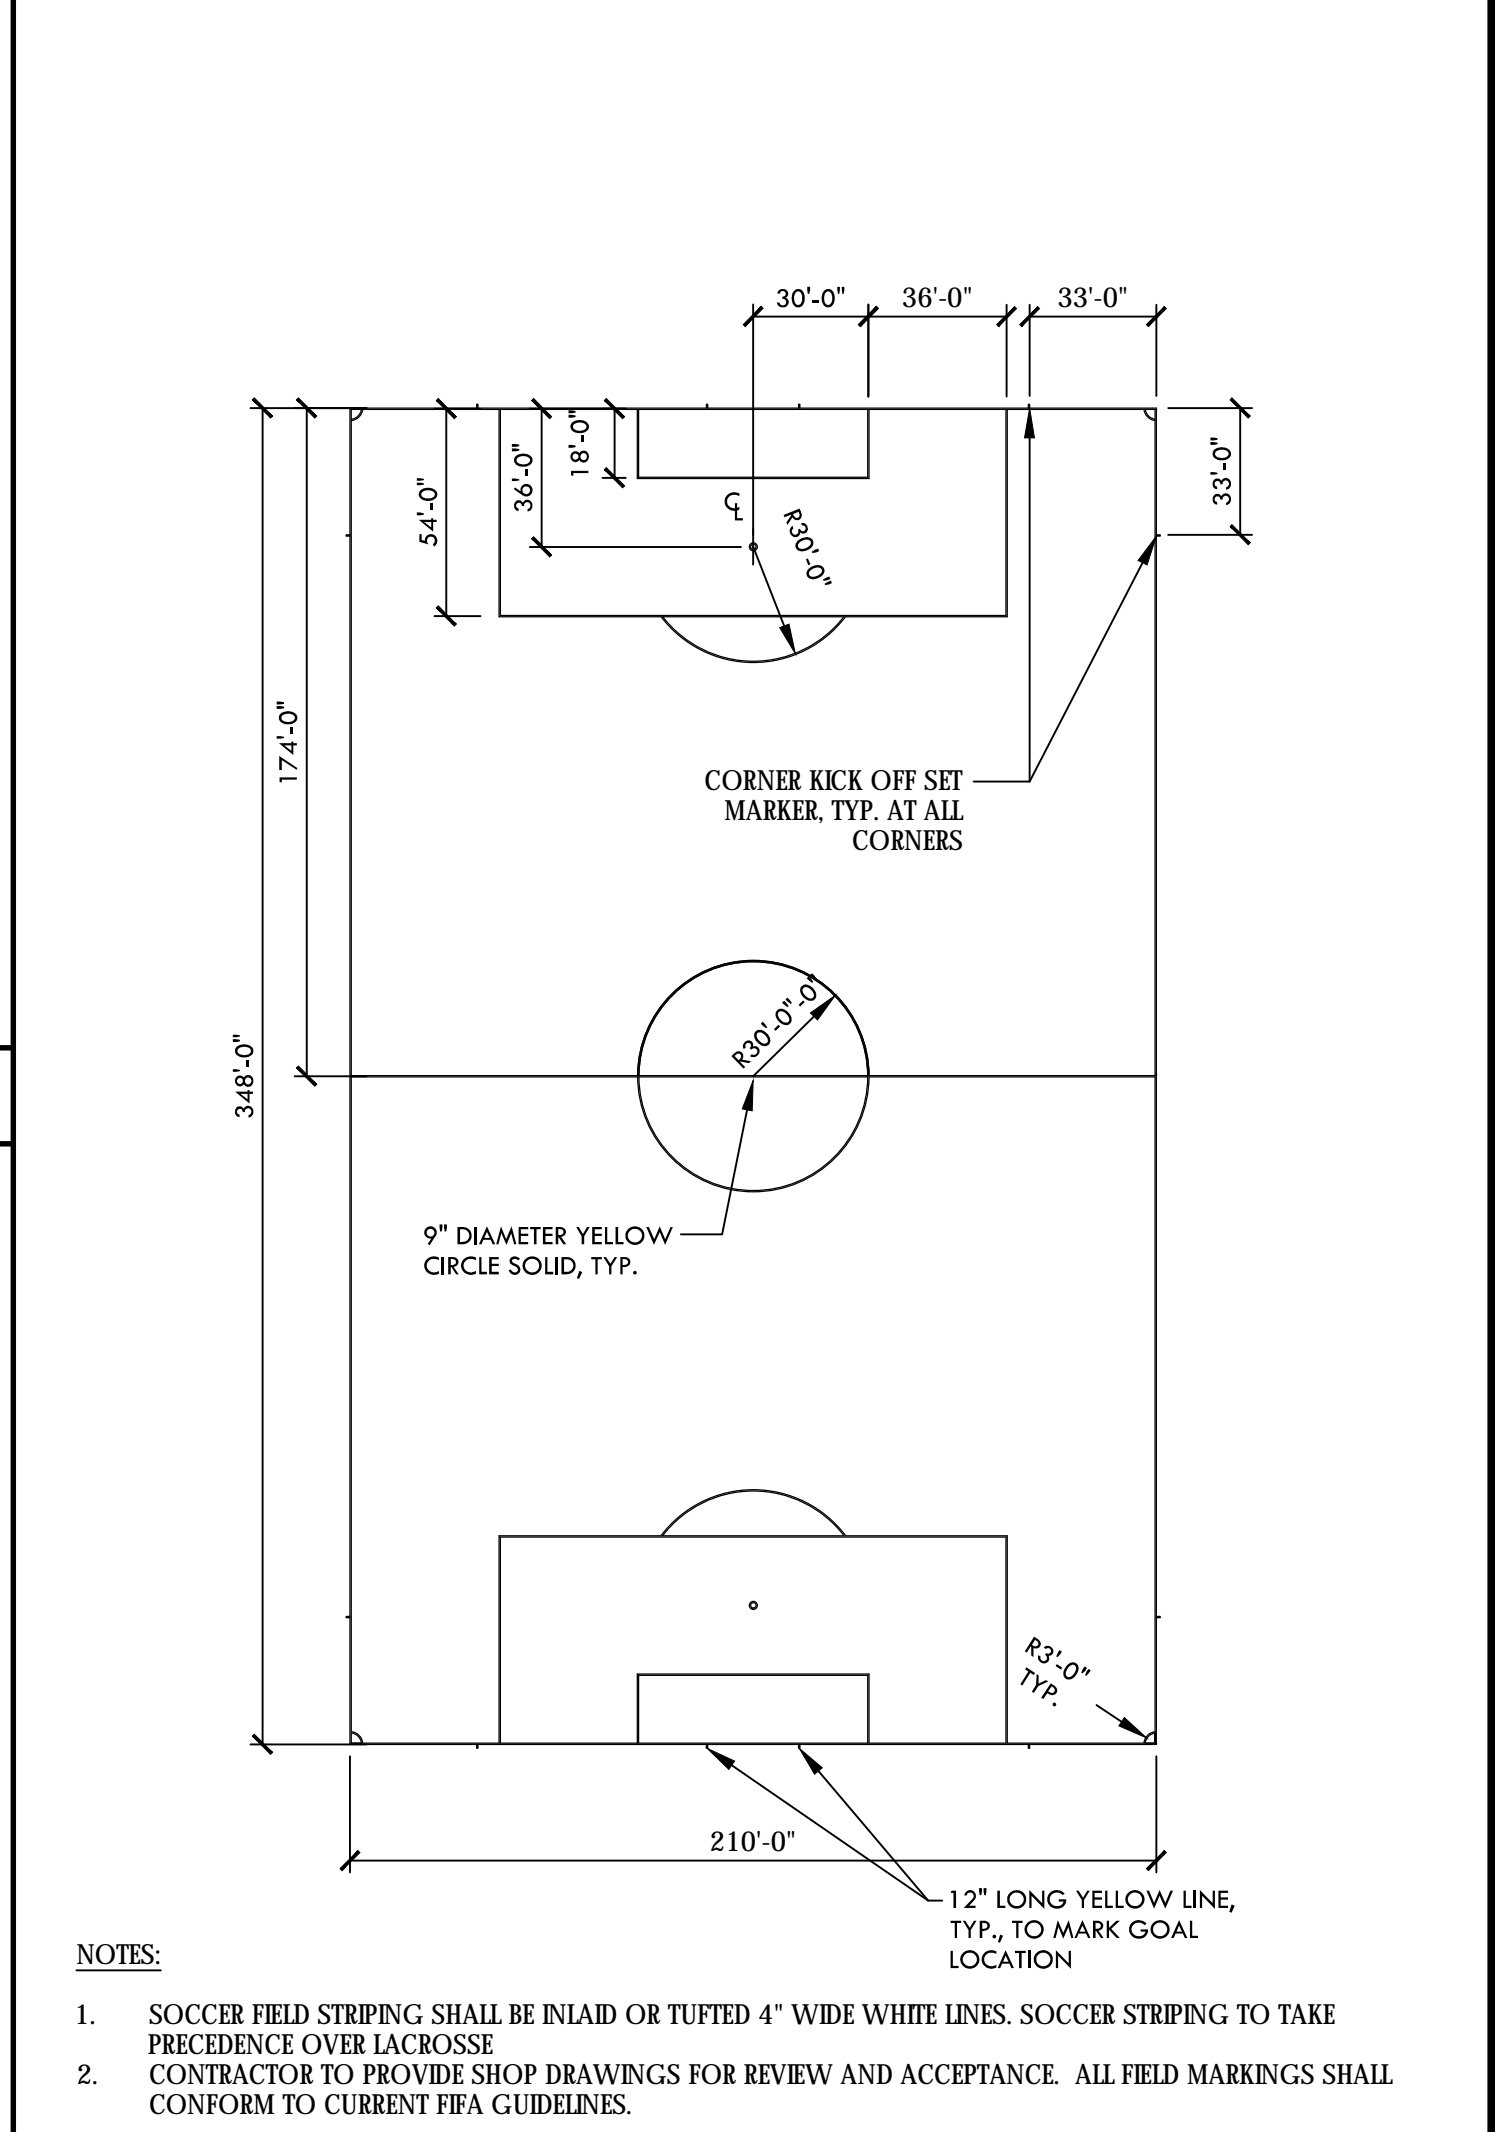 30'-0" 36'-0" 33'-0"
18'-0"
36'-0"
54'-0"
33'-0"
CL
R30'-0"
174'-0"
CORNER KICK OFF SET
MARKER, TYP. AT ALL
CORNERS
R30'-0"-0"
348'-0"
9" DIAMETER YELLOW
CIRCLE SOLID, TYP.
R3'-0"
TYP.
210'-0"
12" LONG YELLOW LINE,
TYP., TO MARK GOAL
LOCATION
NOTES:
1. SOCCER FIELD STRIPING SHALL BE INLAID OR TUFTED 4" WIDE WHITE LINES. SOCCER STRIPING TO TAKE
PRECEDENCE OVER LACROSSE
2. CONTRACTOR TO PROVIDE SHOP DRAWINGS FOR REVIEW AND ACCEPTANCE. ALL FIELD MARKINGS SHALL
CONFORM TO CURRENT FIFA GUIDELINES.